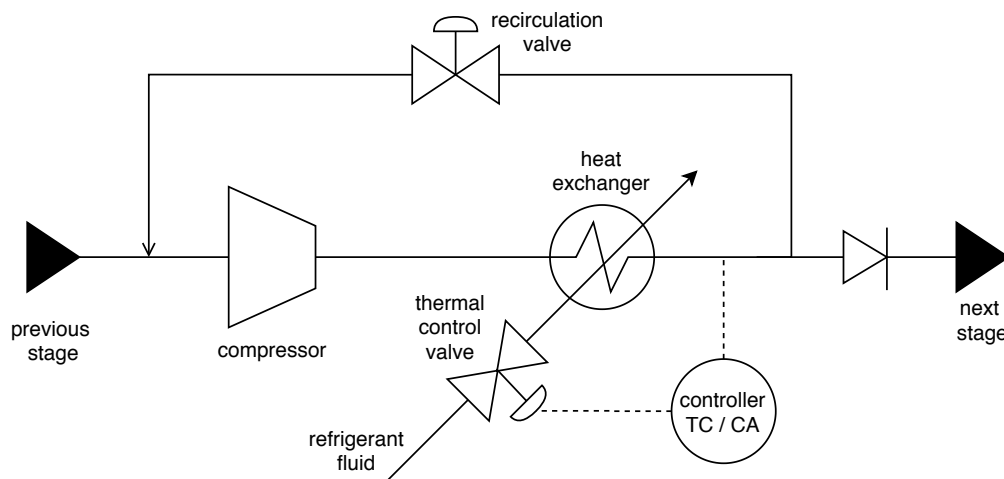 recirculation
valve
heat
exchanger
previous
stage
compressor
thermal
control
valve
refrigerant
fluid
controller
TC / CA
next
stage